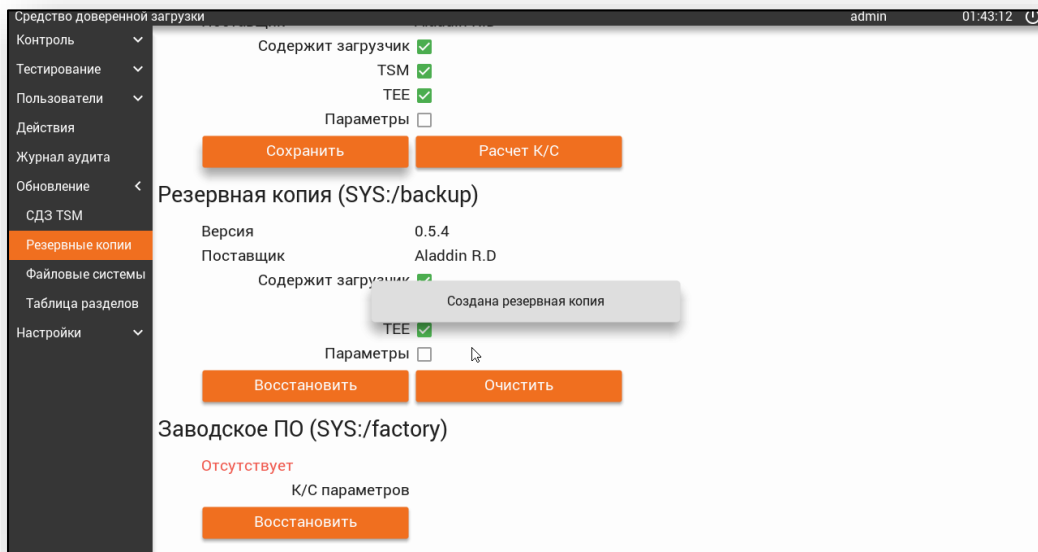 Средство доверенной загрузки admin 01:43:12
Контроль
Тестирование
Пользователи
Действия
Журнал аудита
Обновление
СДЗ TSM
Резервные копии
Файловые системы
Таблица разделов
Настройки
Содержит загрузчик
TSM
TEE
Параметры
Сохранить Расчет К/С
Резервная копия (SYS:/backup)
Версия 0.5.4
Поставщик Aladdin R.D
Содержит загрузчик
Создана резервная копия
TEE
Параметры
Восстановить Очистить
Заводское ПО (SYS:/factory)
Отсутствует
К/С параметров
Восстановить